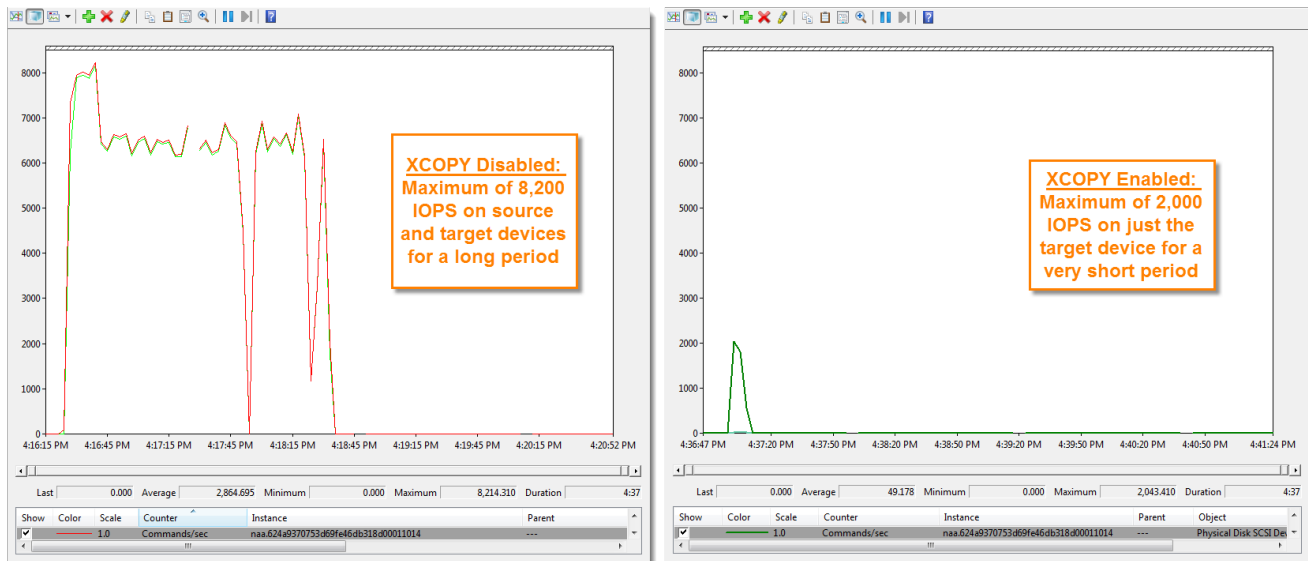 8000
7000
6000
5000
4000
3000
2000
1000
0
XCOPY Disabled:
Maximum of 8,200
IOPS on source
and target devices
for a long period
4:16:15 PM 4:16:45 PM 4:17:15 PM 4:17:45 PM 4:18:15 PM 4:18:45 PM 4:19:15 PM 4:19:45 PM 4:20:15 PM 4:20:52 PM
Last 0.000 Average 2,864.695 Minimum 0.000 Maximum 8,214.310 Duration 4:37
Show Color Scale Counter Instance Parent
1.0 Commands/sec naa.624a9370753d69fe46db318d00011014 ---
8000
7000
6000
5000
4000
3000
2000
1000
0
XCOPY Enabled:
Maximum of 2,000
IOPS on just the
target device for a
very short period
4:36:47 PM 4:37:20 PM 4:37:50 PM 4:38:20 PM 4:38:50 PM 4:39:20 PM 4:39:50 PM 4:40:20 PM 4:40:50 PM 4:41:24 PM
Last 0.000 Average 49.178 Minimum 0.000 Maximum 2,043.410 Duration 4:37
Show Color Scale Counter Instance Parent Object
1.0 Commands/sec naa.624a9370753d69fe46db318d00011014 --- Physical Disk SCSI Dev